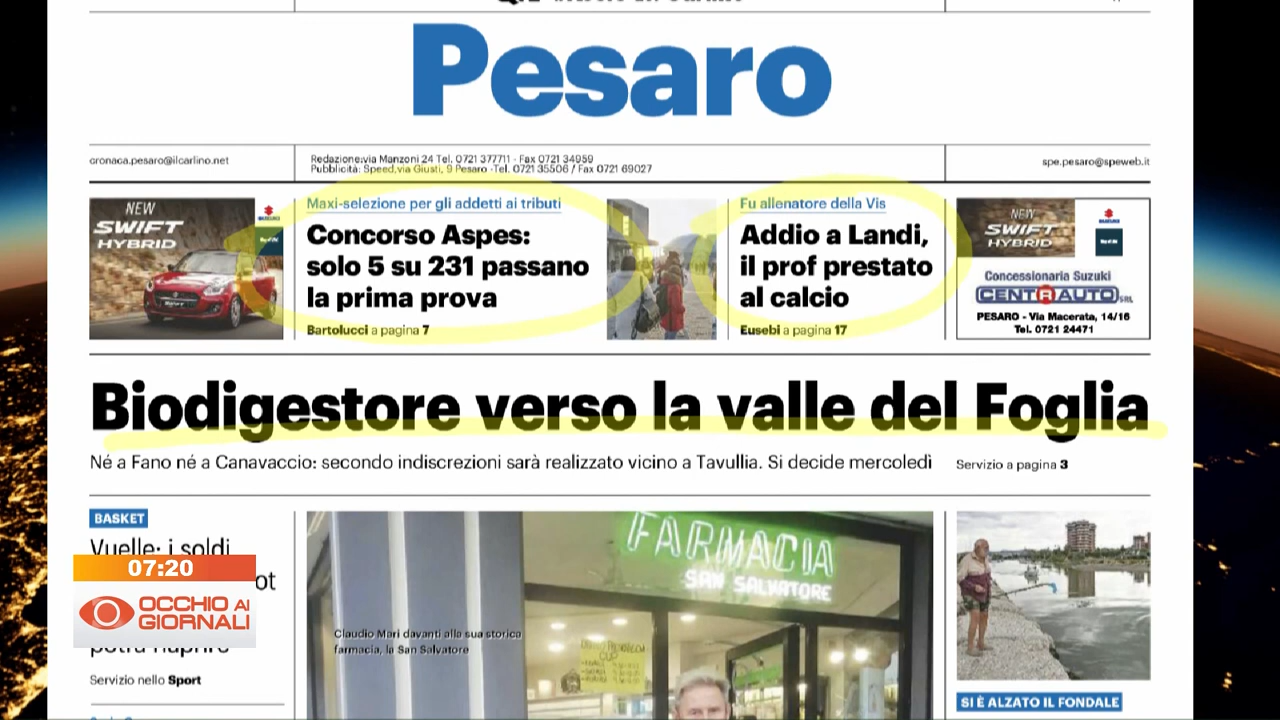 Pesaro
cronaca.pesaro@ilcarlino.net
Redazione:via Manzoni 24 Tel. 0721 377711 - Fax 0721 34959
Pubblicità: Speed,via Giusti, 9 Pesaro -Tel. 0721 35506 / Fax 0721 69027
spe.pesaro@speweb.it
NEW
SWIFT
HYBRID
SUZUKI
Maxi-selezione per gli addetti ai tributi
Concorso Aspes:
solo 5 su 231 passano
la prima prova
Bartolucci a pagina 7
Fu allenatore della Vis
Addio a Landi,
il prof prestato
al calcio
Eusebi a pagina 17
NEW
SWIFT
HYBRID
SUZUKI
Concessionaria Suzuki
CENTRAUTO SRL
PESARO - Via Macerata, 14/16
Tel. 0721 24471
Biodigestore verso la valle del Foglia
Né a Fano né a Canavaccio: secondo indiscrezioni sarà realizzato vicino a Tavullia. Si decide mercoledì
Servizio a pagina 3
BASKET
Vuelle: i soldi
07:20
OCCHIO AI
GIORNALI
Servizio nello Sport
FARMACIA
SAN SALVATORE
Claudio Mari davanti alla sua storica
farmacia, la San Salvatore
SI È ALZATO IL FONDALE